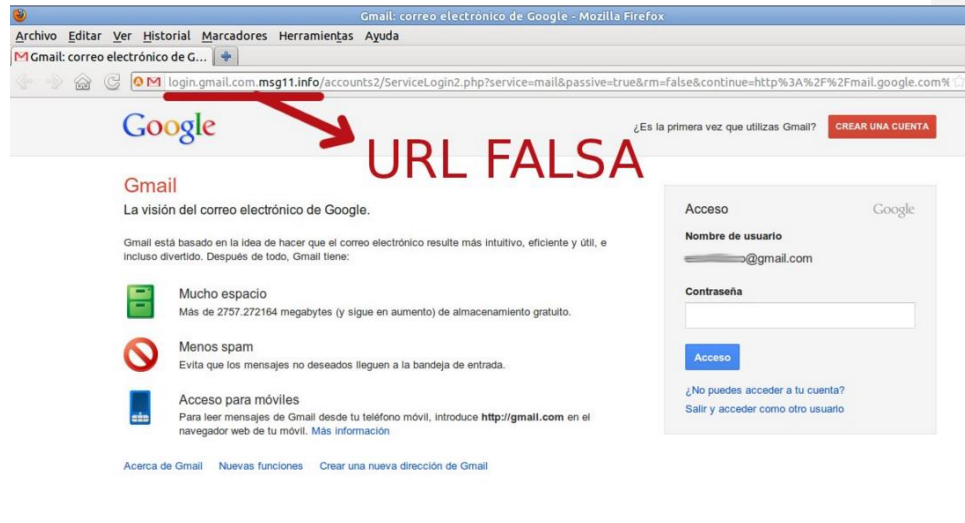 Gmail: correo electrónico de Google - Mozilla Firefox
Archivo Editar Ver Historial Marcadores Herramientas Ayuda
Gmail: correo electrónico de G...
login.gmail.com.msg11.info/accounts2/ServiceLogin2.php?service=mail&passive=true&rm=false&continue=http%3A%2F%2Fmail.google.com%
Google
¿Es la primera vez que utilizas Gmail? CREAR UNA CUENTA
URL FALSA
Gmail
La visión del correo electrónico de Google.
Gmail está basado en la idea de hacer que el correo electrónico resulte más intuitivo, eficiente y útil, e
incluso divertido. Después de todo, Gmail tiene:
Mucho espacio
Más de 2757.272164 megabytes (y sigue en aumento) de almacenamiento gratuito.
Menos spam
Evita que los mensajes no deseados lleguen a la bandeja de entrada.
Acceso para móviles
Para leer mensajes de Gmail desde tu teléfono móvil, introduce http://gmail.com en el
navegador web de tu móvil. Más información
Acerca de Gmail Nuevas funciones Crear una nueva dirección de Gmail
Acceso Google
Nombre de usuario
@gmail.com
Contraseña
Acceso
¿No puedes acceder a tu cuenta?
Salir y acceder como otro usuario